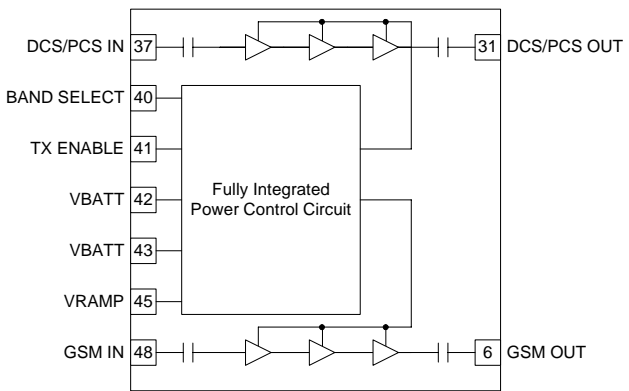 DCS/PCS IN 37
31 DCS/PCS OUT
BAND SELECT 40
TX ENABLE 41
VBATT 42
Fully Integrated
Power Control Circuit
VBATT 43
VRAMP 45
GSM IN 48
6 GSM OUT